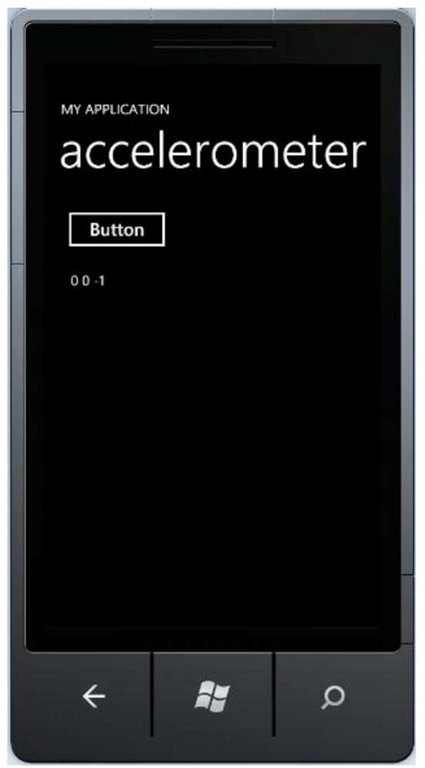 MY APPLICATION
accelerometer
Button
0 0 -1